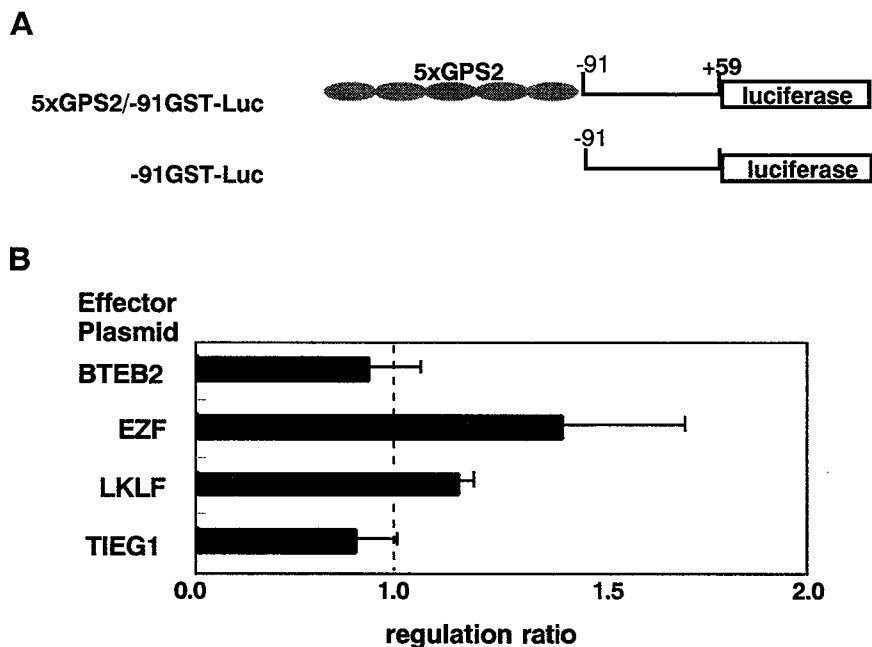 A
5xGPS2
-91
+59
5xGPS2/-91GST-Luc
luciferase
-91
-91GST-Luc
luciferase
B
Effector
Plasmid
BTEB2
EZF
LKLF
TIEG1
0.0 1.0 1.5 2.0
regulation ratio